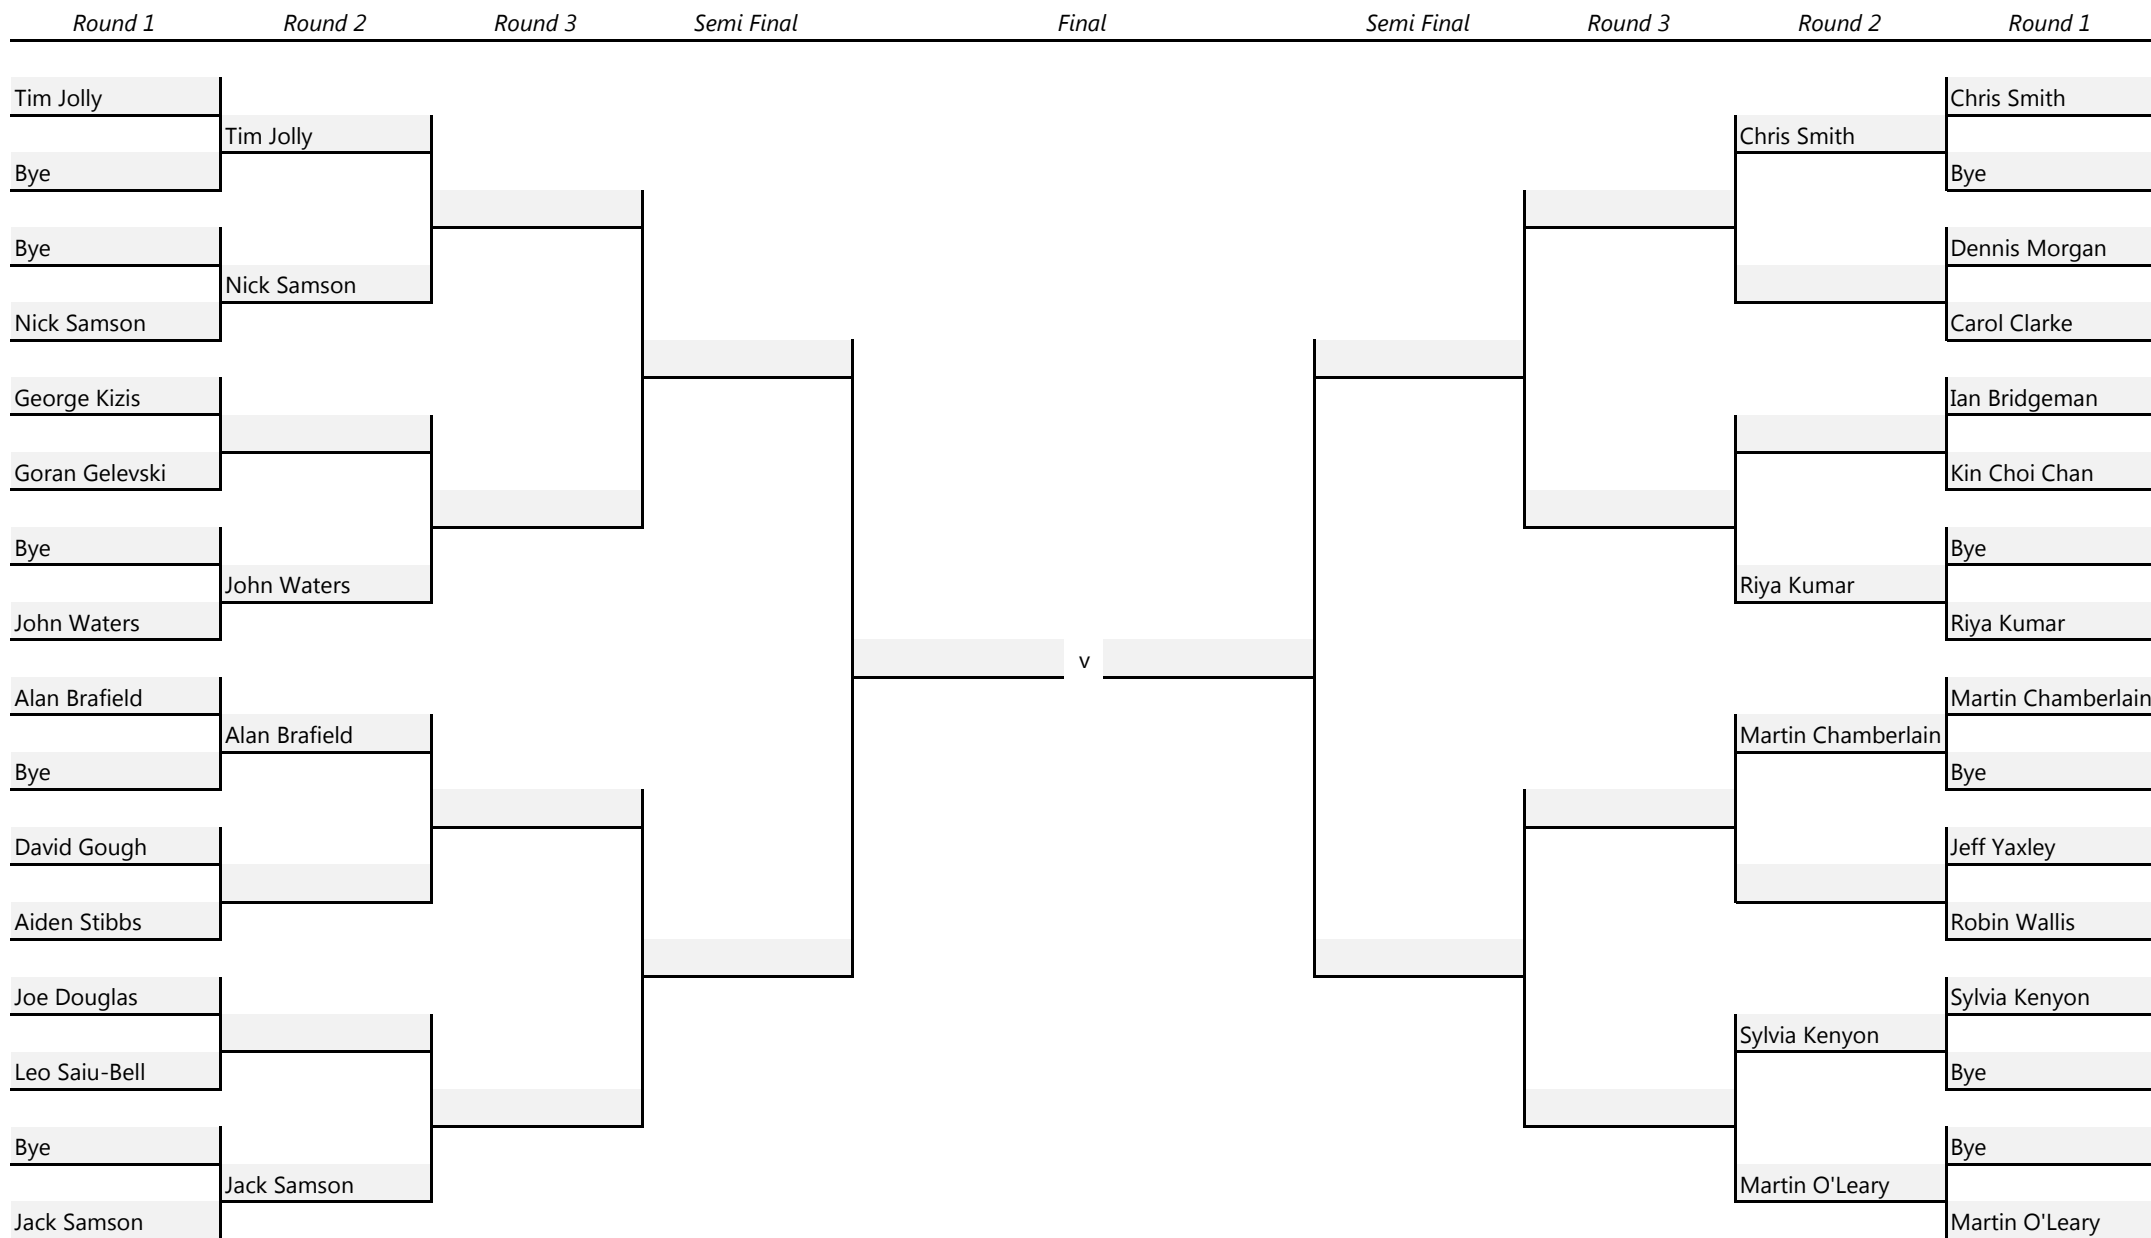 Round 1 Round 2 Round 3 Semi Final Final Semi Final Round 3 Round 2 Round 1
Tim Jolly Chris Smith
Tim Jolly Chris Smith
Bye Bye
Bye Dennis Morgan
Nick Samson
Nick Samson Carol Clarke
George Kizis Ian Bridgeman
Goran Gelevski Kin Choi Chan
Bye Bye
John Waters Riya Kumar
John Waters Riya Kumar
v
Alan Brafield Martin Chamberlain
Alan Brafield Martin Chamberlain
Bye Bye
David Gough Jeff Yaxley
Aiden Stibbs Robin Wallis
Joe Douglas Sylvia Kenyon
Sylvia Kenyon
Leo Saiu-Bell Bye
Bye Bye
Jack Samson Martin O'Leary
Jack Samson Martin O'Leary